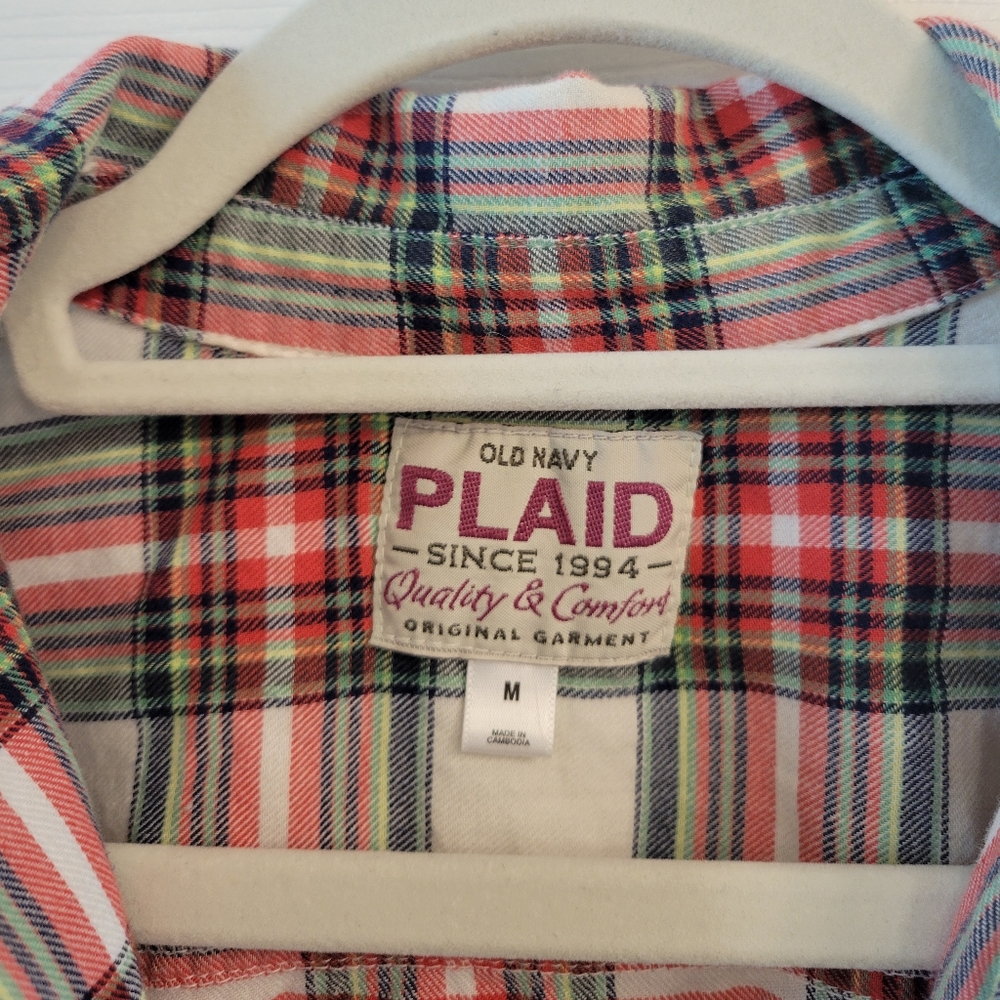 OLD NAVY
PLAID
—SINCE 1994—
Quality & Comfort
ORIGINAL GARMENT
M
MADE IN
CAMBODIA